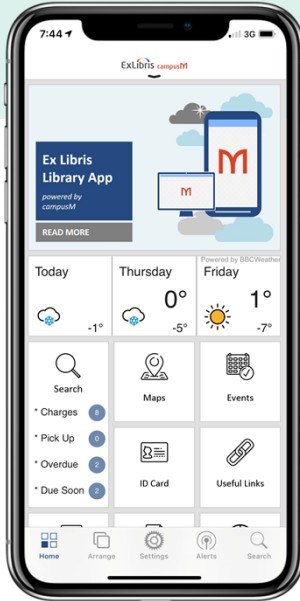 7:44
3G
ExLibris campusM
Ex Libris
Library App
powered by
campusM
READ MORE
M
M
Powered by BBCWeather
Today
Thursday
Friday
-1°
0°
-5°
1°
-7°
Search
* Charges 8
* Pick Up 0
* Overdue 2
* Due Soon 2
Maps
Events
ID Card
Useful Links
Home
Arrange
Settings
Alerts
Search